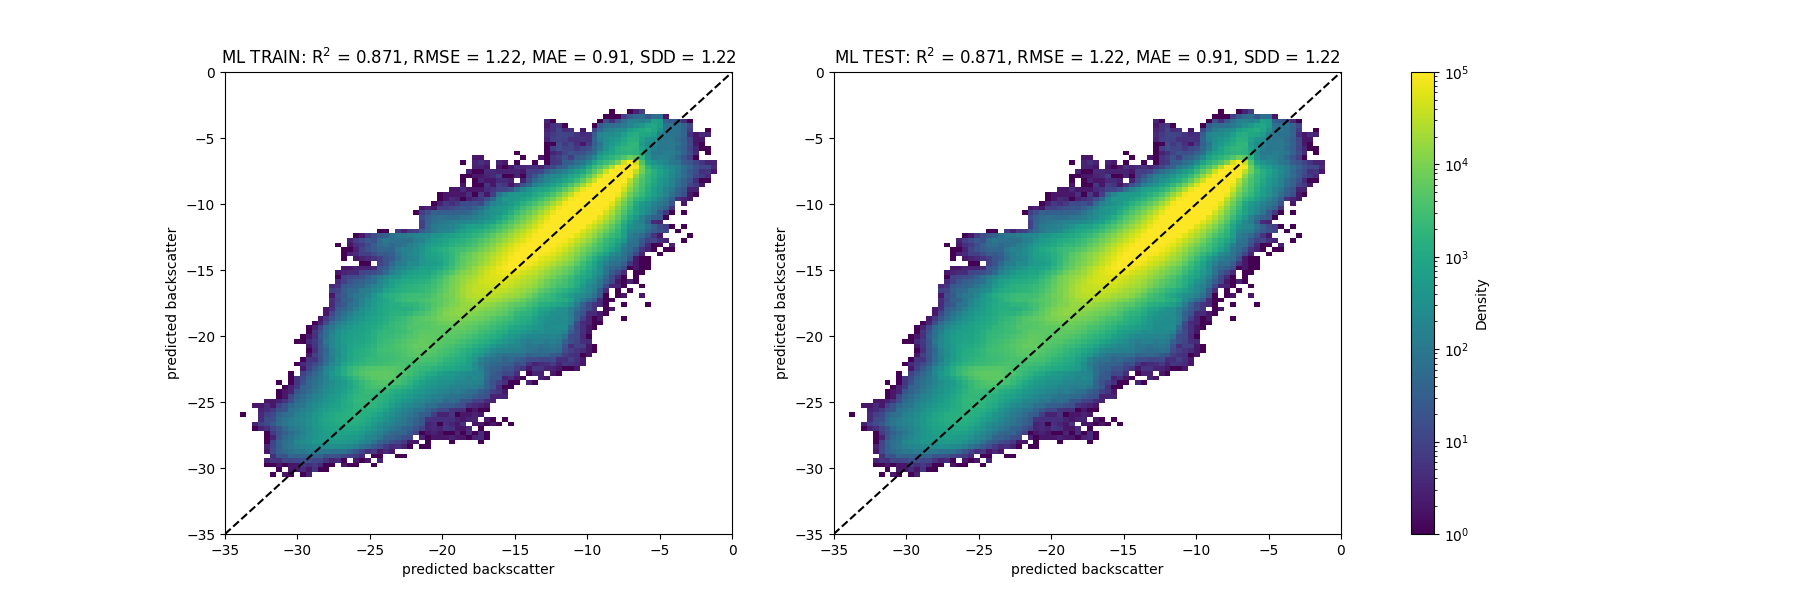 ML TRAIN: R² = 0.871, RMSE = 1.22, MAE = 0.91, SDD = 1.22
0
−5
−10
−15
−20
−25
−30
−35
predicted backscatter
−35 −30 −25 −20 −15 −10 −5 0
predicted backscatter
ML TEST: R² = 0.871, RMSE = 1.22, MAE = 0.91, SDD = 1.22
0
−5
−10
−15
−20
−25
−30
−35
predicted backscatter
−35 −30 −25 −20 −15 −10 −5 0
predicted backscatter
10⁵
10⁴
10³
10²
10¹
10⁰
Density